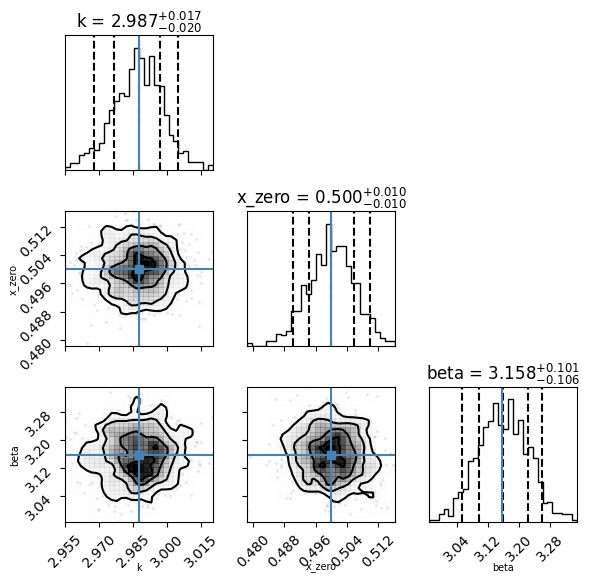 k = 2.987+0.017
−0.020
x_zero = 0.500+0.010
−0.010
x_zero
0.512
0.504
0.496
0.488
0.480
beta = 3.158+0.101
−0.106
beta
3.28
3.20
3.12
3.04
2.955 2.970 2.985 3.000 3.015
k
0.480 0.488 0.496 0.504 0.512
x_zero
3.04 3.12 3.20 3.28
beta